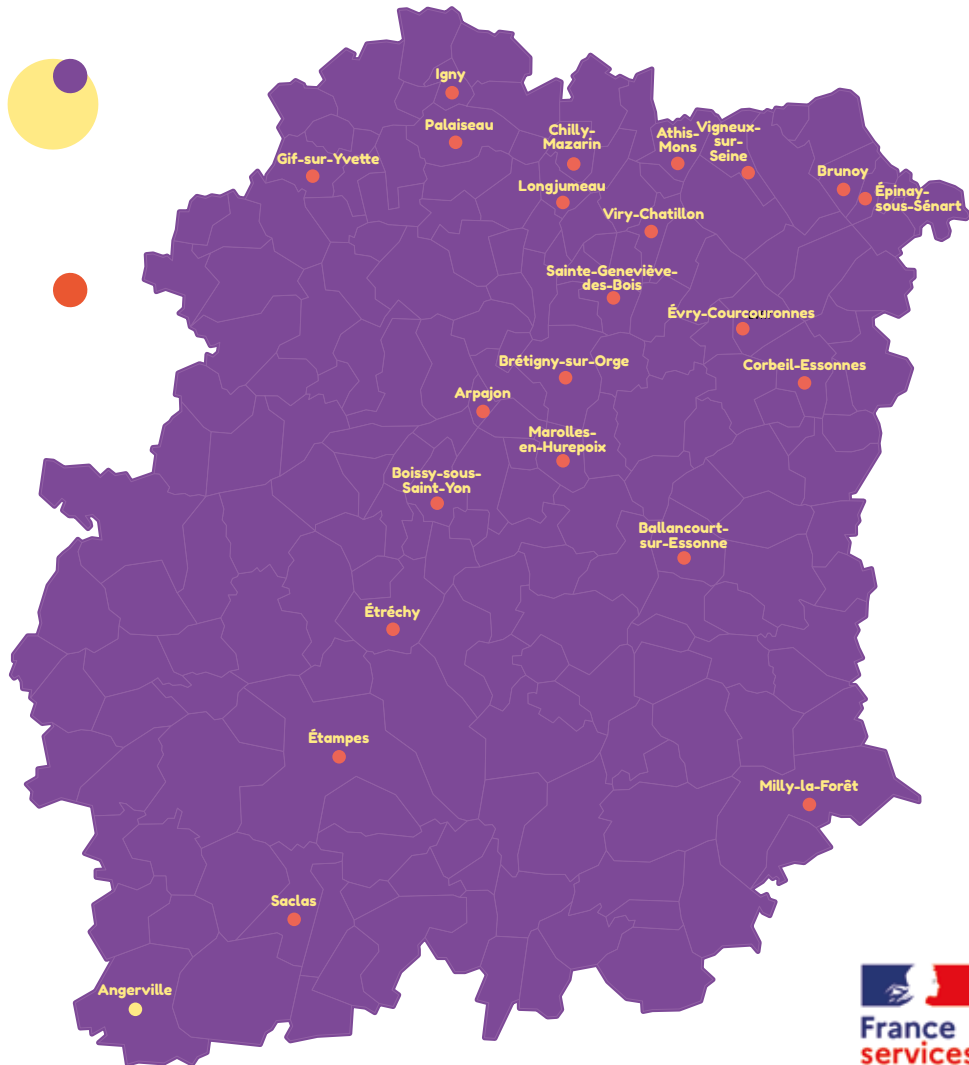 Igny
Palaiseau
Gif-sur-Yvette
Chilly-
Mazarin
Athis-
Mons
Vigneux-
sur-
Seine
Brunoy
Épinay-
sous-Sénart
Longjumeau
Viry-Chatillon
Sainte-Geneviève-
des-Bois
Évry-Courcouronnes
Brétigny-sur-Orge
Corbeil-Essonnes
Arpajon
Marolles-
en-Hurepoix
Boissy-sous-
Saint-Yon
Ballancourt-
sur-Essonne
Étréchy
Étampes
Milly-la-Forêt
Saclas
Angerville
France
services